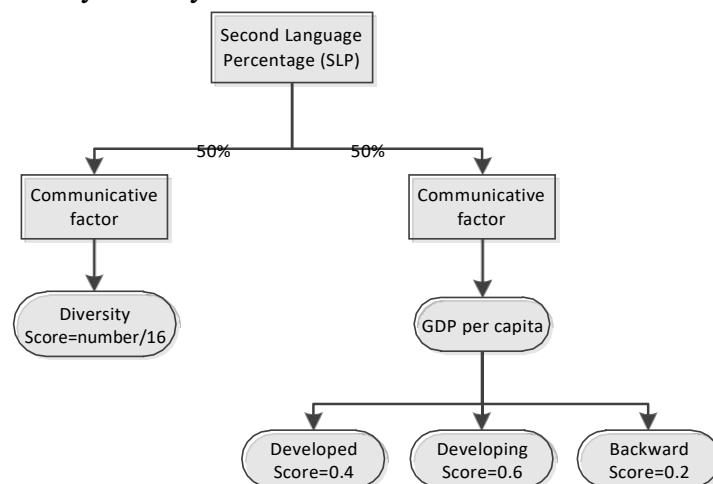 Second Language
Percentage (SLP)
50%
50%
Communicative
factor
Communicative
factor
Diversity
Score=number/16
GDP per capita
Developed
Score=0.4
Developing
Score=0.6
Backward
Score=0.2